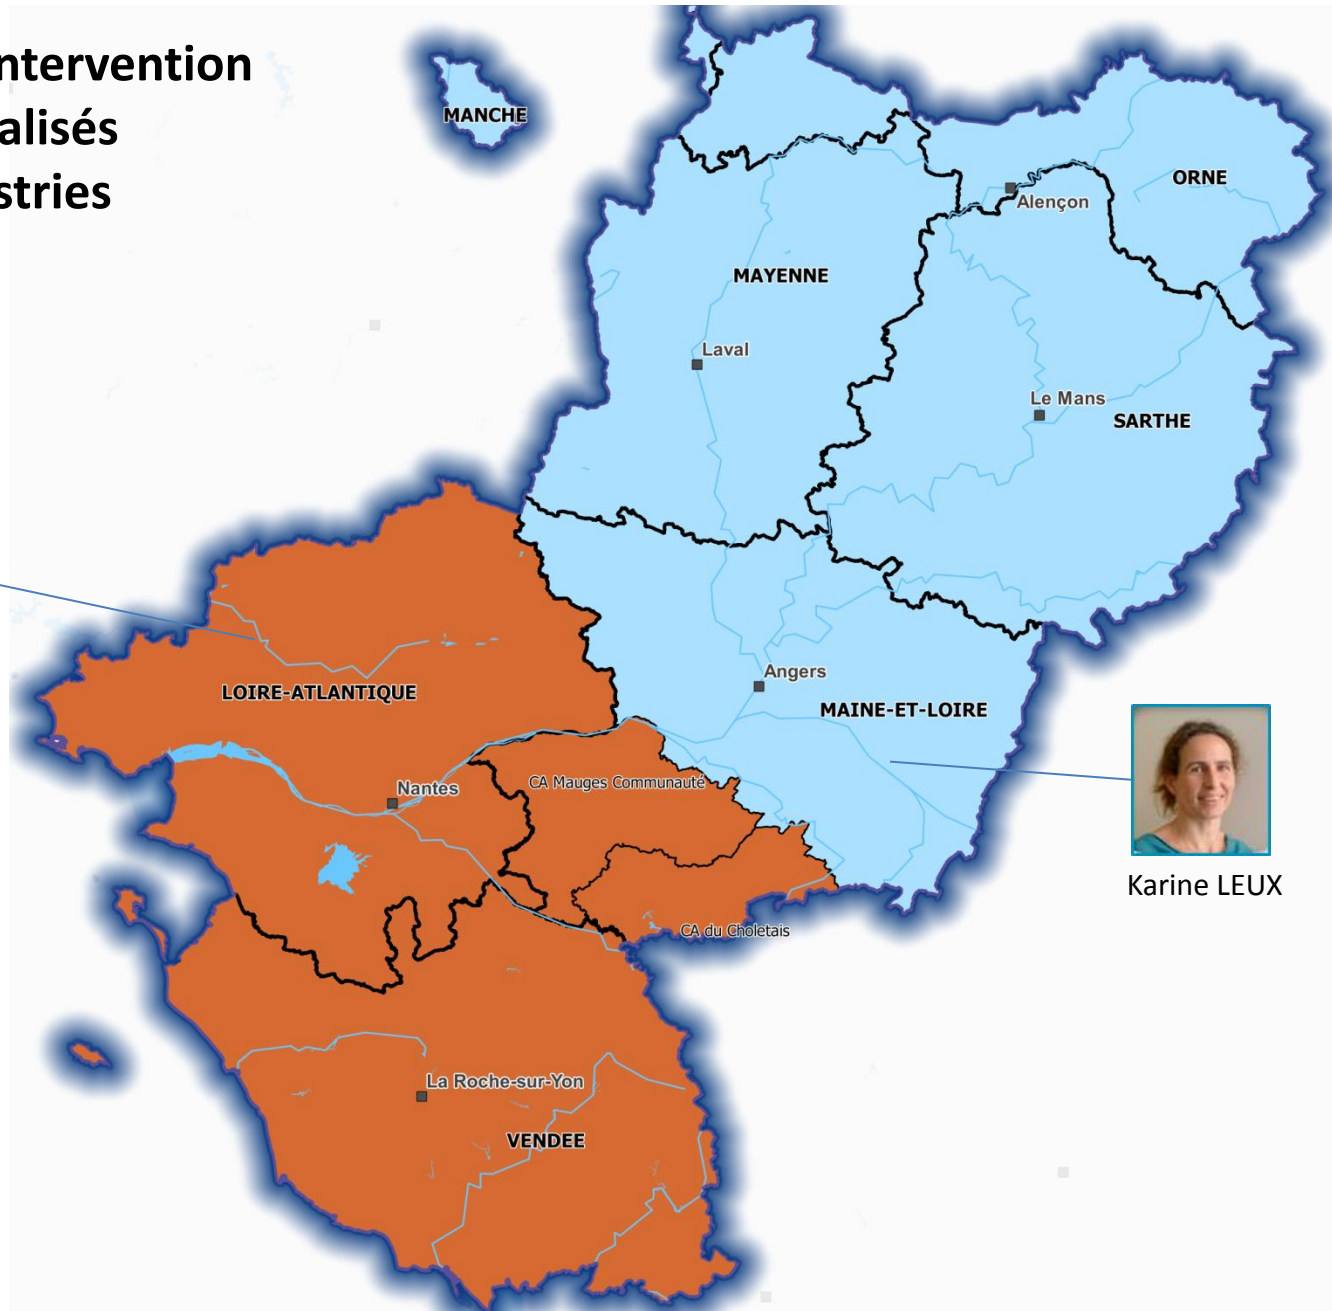 ntervention
alisés
stries
MANCHE
ORNE
Alençon
MAYENNE
Laval
Le Mans
SARTHE
Angers
LOIRE-ATLANTIQUE
MAINE-ET-LOIRE
CA Mauges Communauté
Nantes
Karine LEUX
CA du Choletais
La Roche-sur-Yon
VENDEE